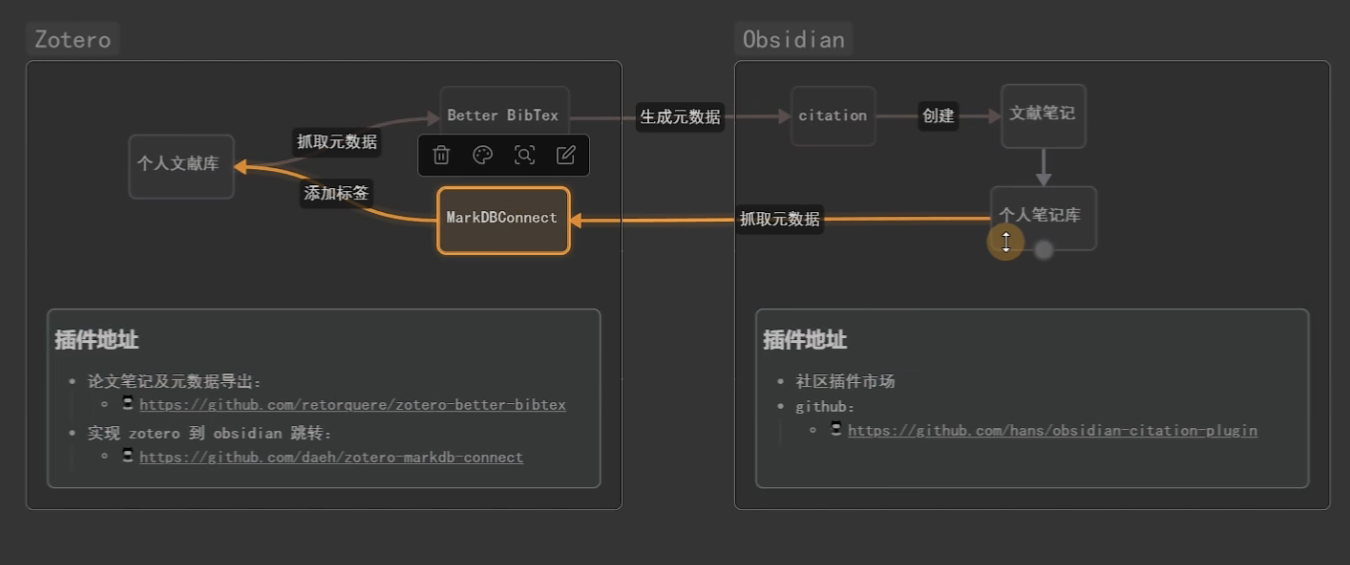 Zotero
Obsidian
Better BibTex
生成元数据
citation
创建
文献笔记
抓取元数据
个人文献库
添加标签
MarkDBConnect
抓取元数据
个人笔记库
插件地址
论文笔记及元数据导出:
https://github.com/retorquere/zotero-better-bibtex
实现 zotero 到 obsidian 跳转:
https://github.com/daeh/zotero-markdb-connect
插件地址
社区插件市场
github:
https://github.com/hans/obsidian-citation-plugin